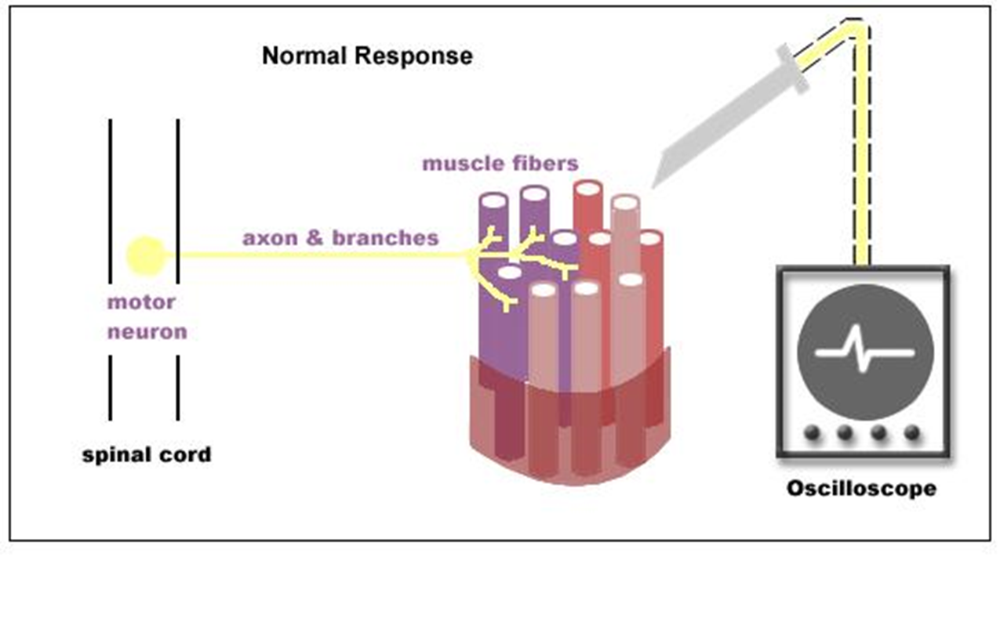 Normal Response
muscle fibers
axon & branches
motor
neuron
spinal cord
Oscilloscope